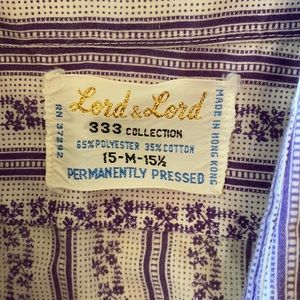 Lord & Lord
333 COLLECTION
65% POLYESTER 35% COTTON
15-M-15½
PERMANENTLY PRESSED
RN 37292
MADE IN HONG KONG